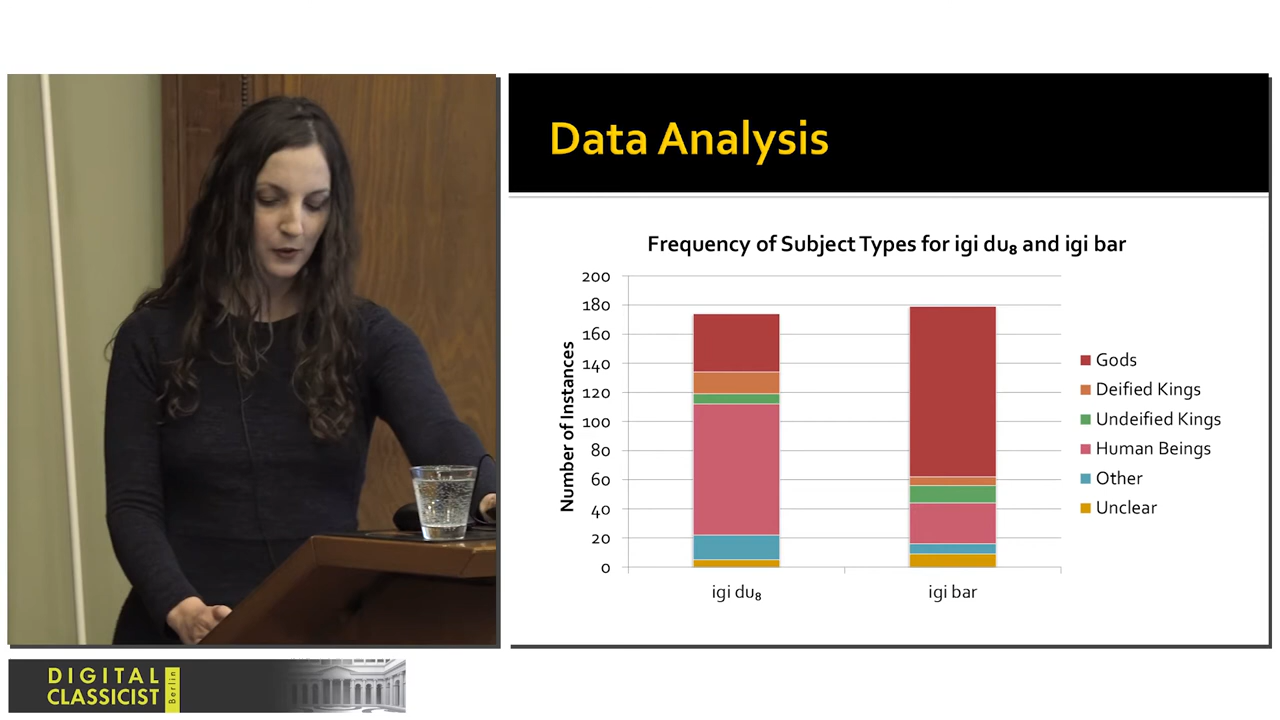 Data Analysis
Frequency of Subject Types for igi du₈ and igi bar
Number of Instances
200
180
160
140
120
100
80
60
40
20
0
igi du₈
igi bar
Gods
Deified Kings
Undeified Kings
Human Beings
Other
Unclear
DIGITAL
CLASSICIST
Berlin